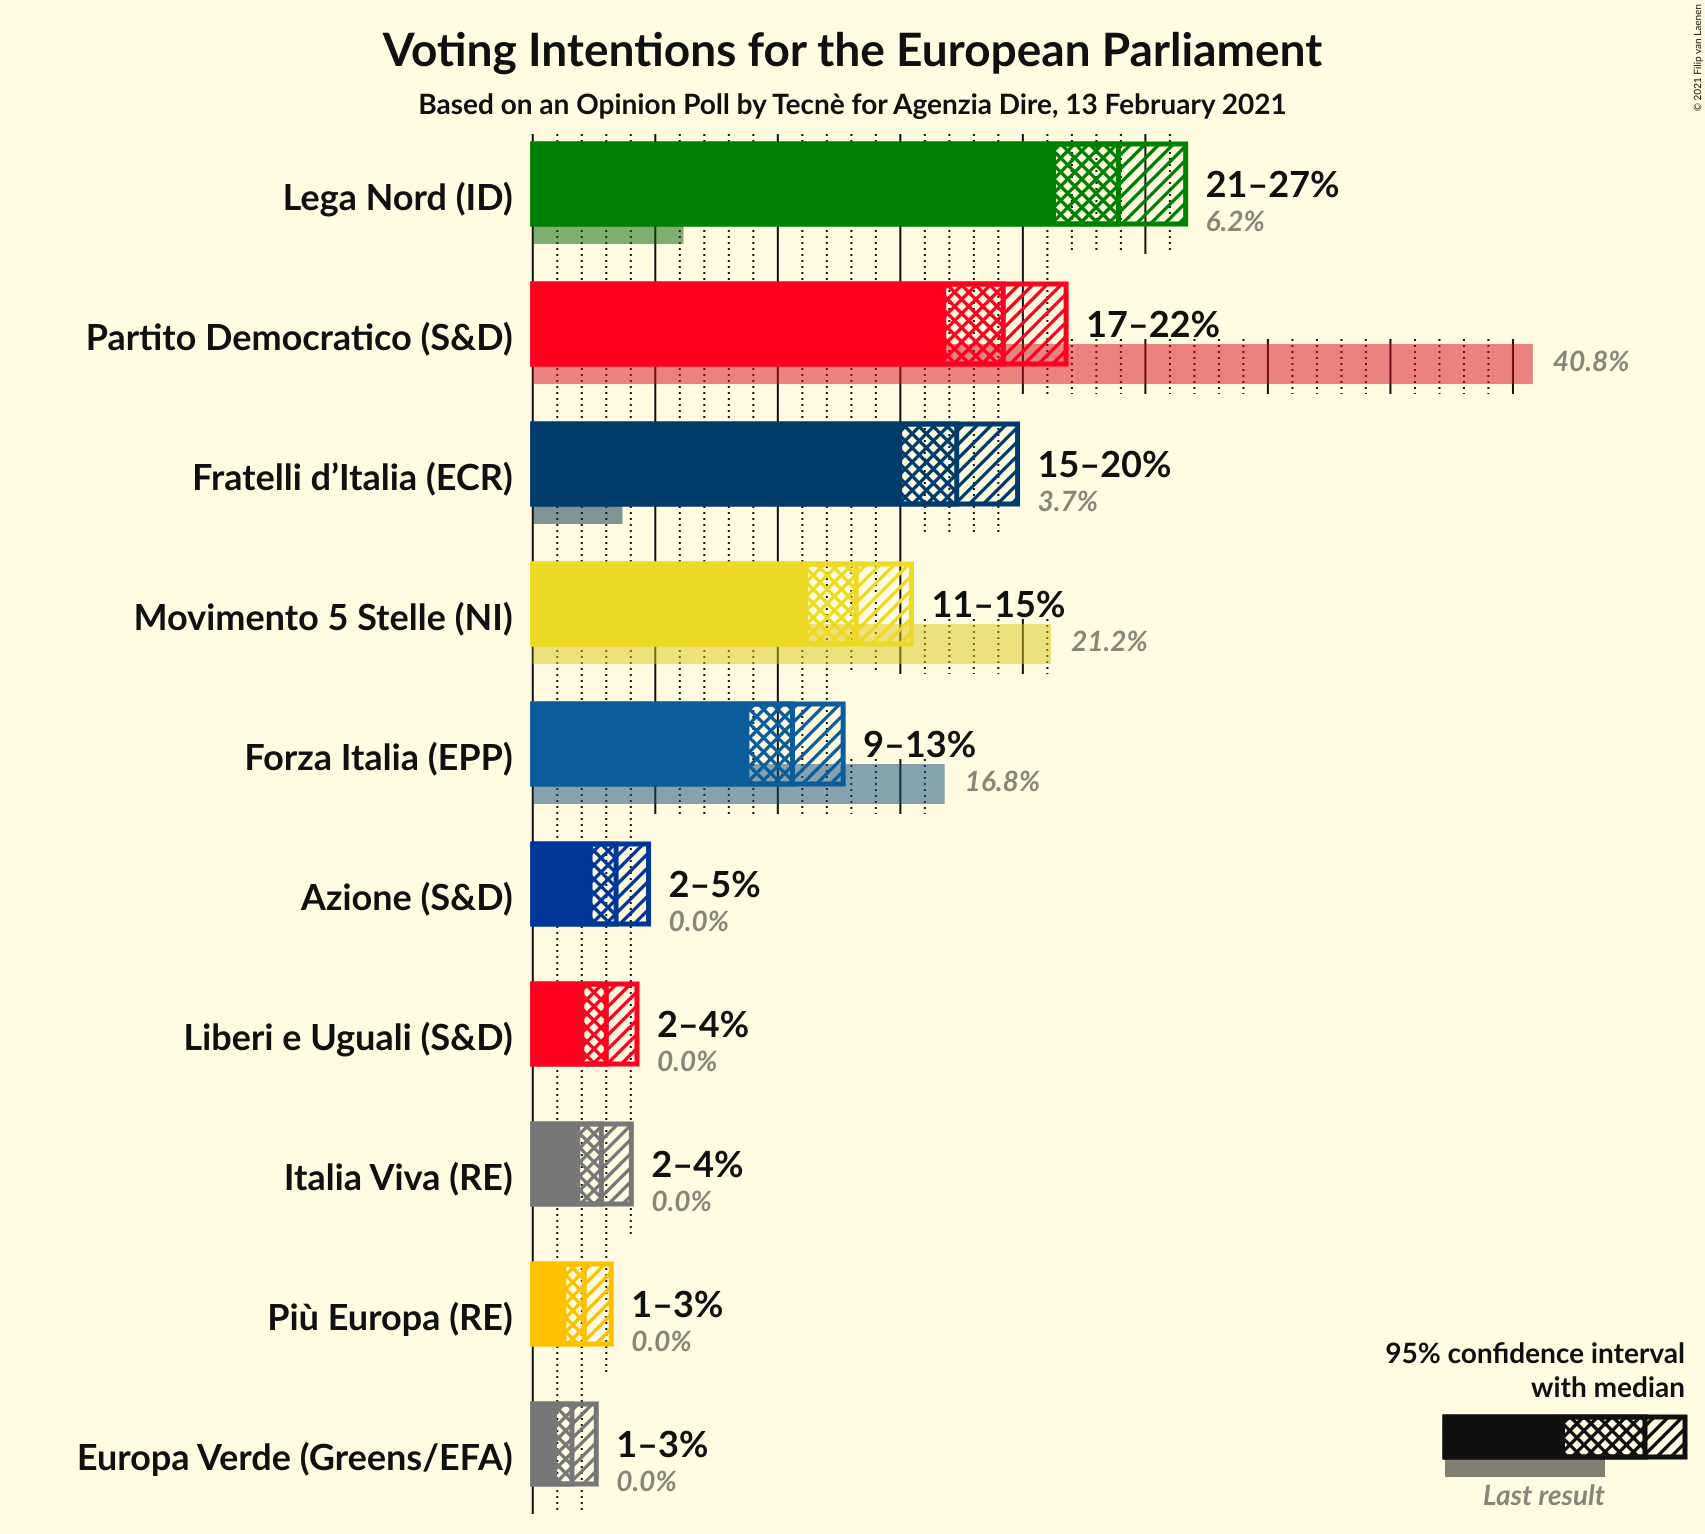 Voting Intentions for the European Parliament
Based on an Opinion Poll by Tecnè for Agenzia Dire, 13 February 2021
© 2021 Filip van Laenen
Lega Nord (ID)
21–27%
6.2%
Partito Democratico (S&D)
17–22%
40.8%
Fratelli d’Italia (ECR)
15–20%
3.7%
Movimento 5 Stelle (NI)
11–15%
21.2%
Forza Italia (EPP)
9–13%
16.8%
Azione (S&D)
2–5%
0.0%
Liberi e Uguali (S&D)
2–4%
0.0%
Italia Viva (RE)
2–4%
0.0%
Più Europa (RE)
1–3%
0.0%
Europa Verde (Greens/EFA)
1–3%
0.0%
95% confidence interval
with median
Last result